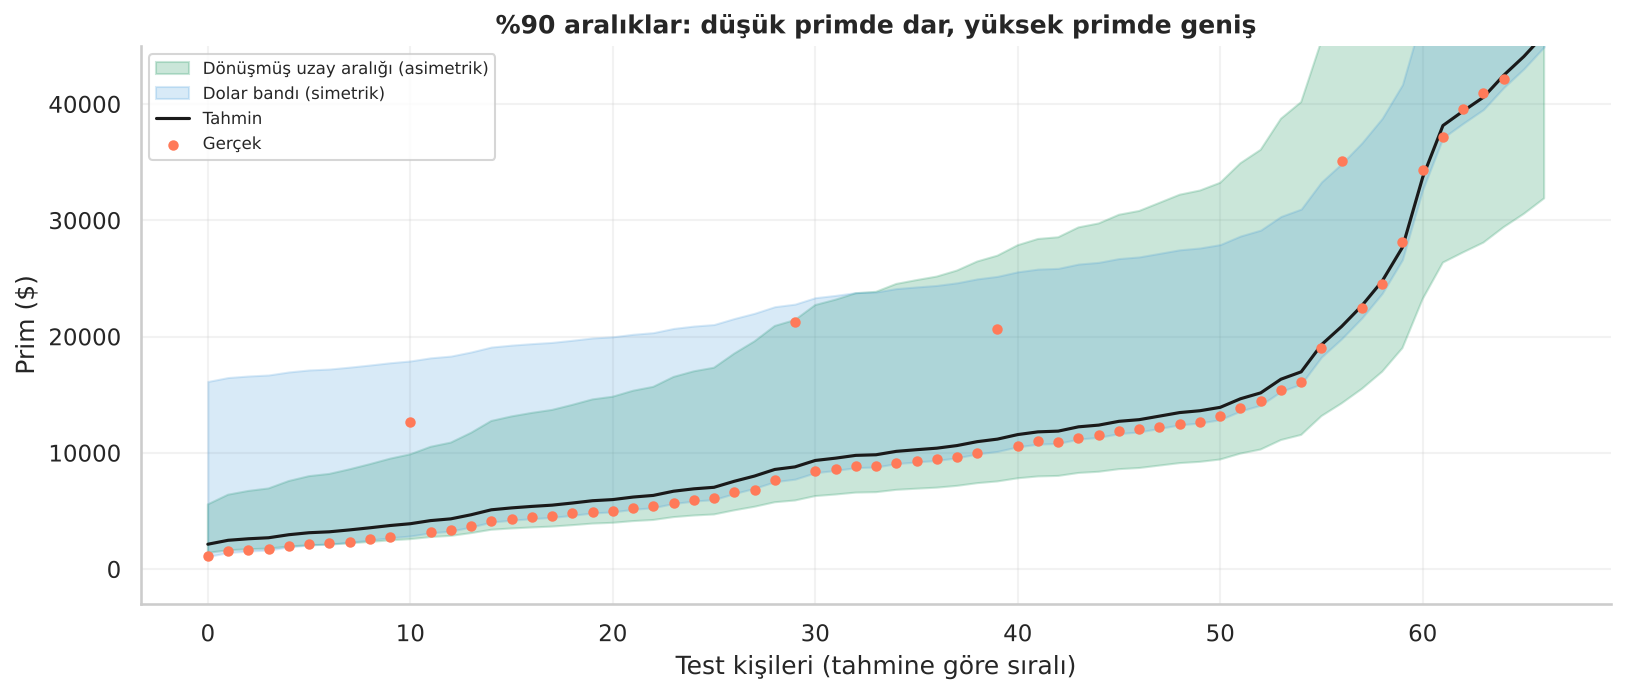 %90 aralıklar: düşük primde dar, yüksek primde geniş
Dönüşmüş uzay aralığı (asimetrik)
Dolar bandı (simetrik)
Tahmin
Gerçek
Prim ($)
40000
30000
20000
10000
0
0 10 20 30 40 50 60
Test kişileri (tahmine göre sıralı)